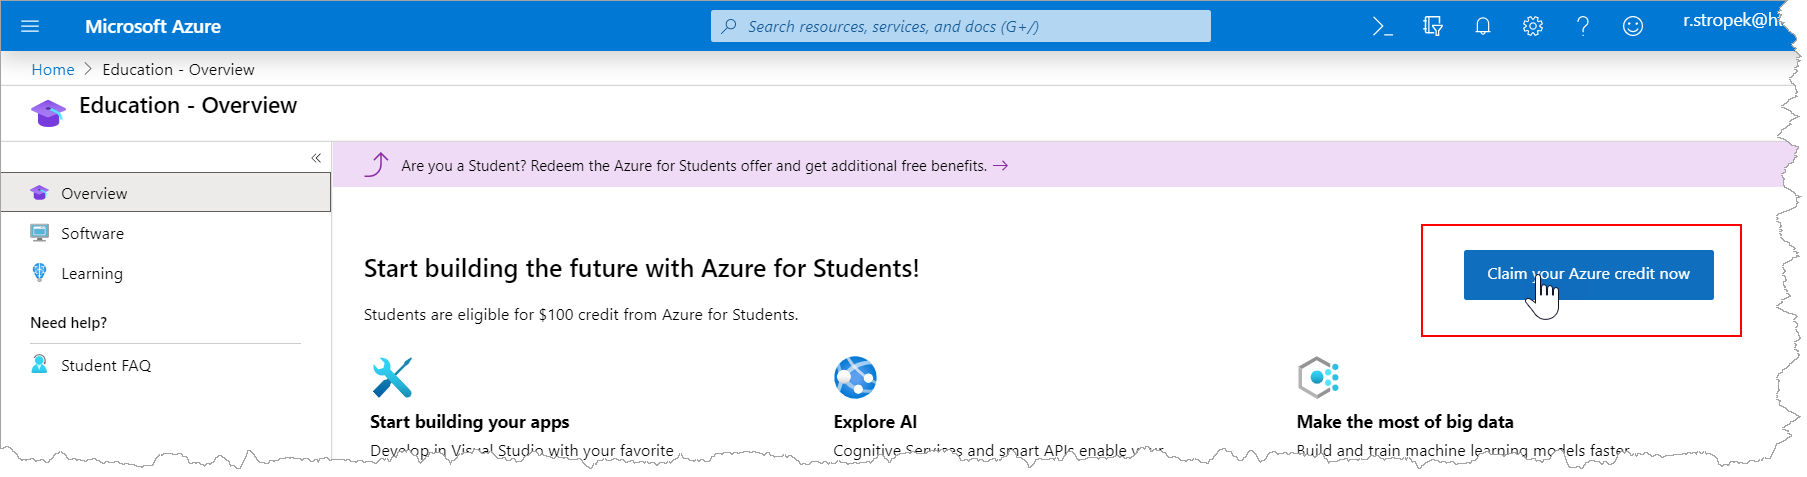 Microsoft Azure
Search resources, services, and docs (G+/)
r.stropek@h
Home > Education - Overview
Education - Overview
Are you a Student? Redeem the Azure for Students offer and get additional free benefits. →
Overview
Software
Learning
Need help?
Student FAQ
Start building the future with Azure for Students!
Claim your Azure credit now
Students are eligible for $100 credit from Azure for Students.
Start building your apps
Develop in Visual Studio with your favorite
Explore AI
Cognitive Services and smart APIs enable your
Make the most of big data
Build and train machine learning models faster